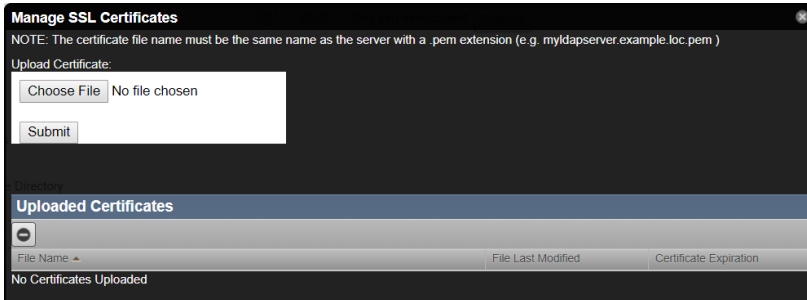 Manage SSL Certificates
NOTE: The certificate file name must be the same name as the server with a .pem extension (e.g. myldapserver.example.loc.pem )
Upload Certificate:
Choose File No file chosen
Submit
Directory
Uploaded Certificates
File Name File Last Modified Certificate Expiration
No Certificates Uploaded